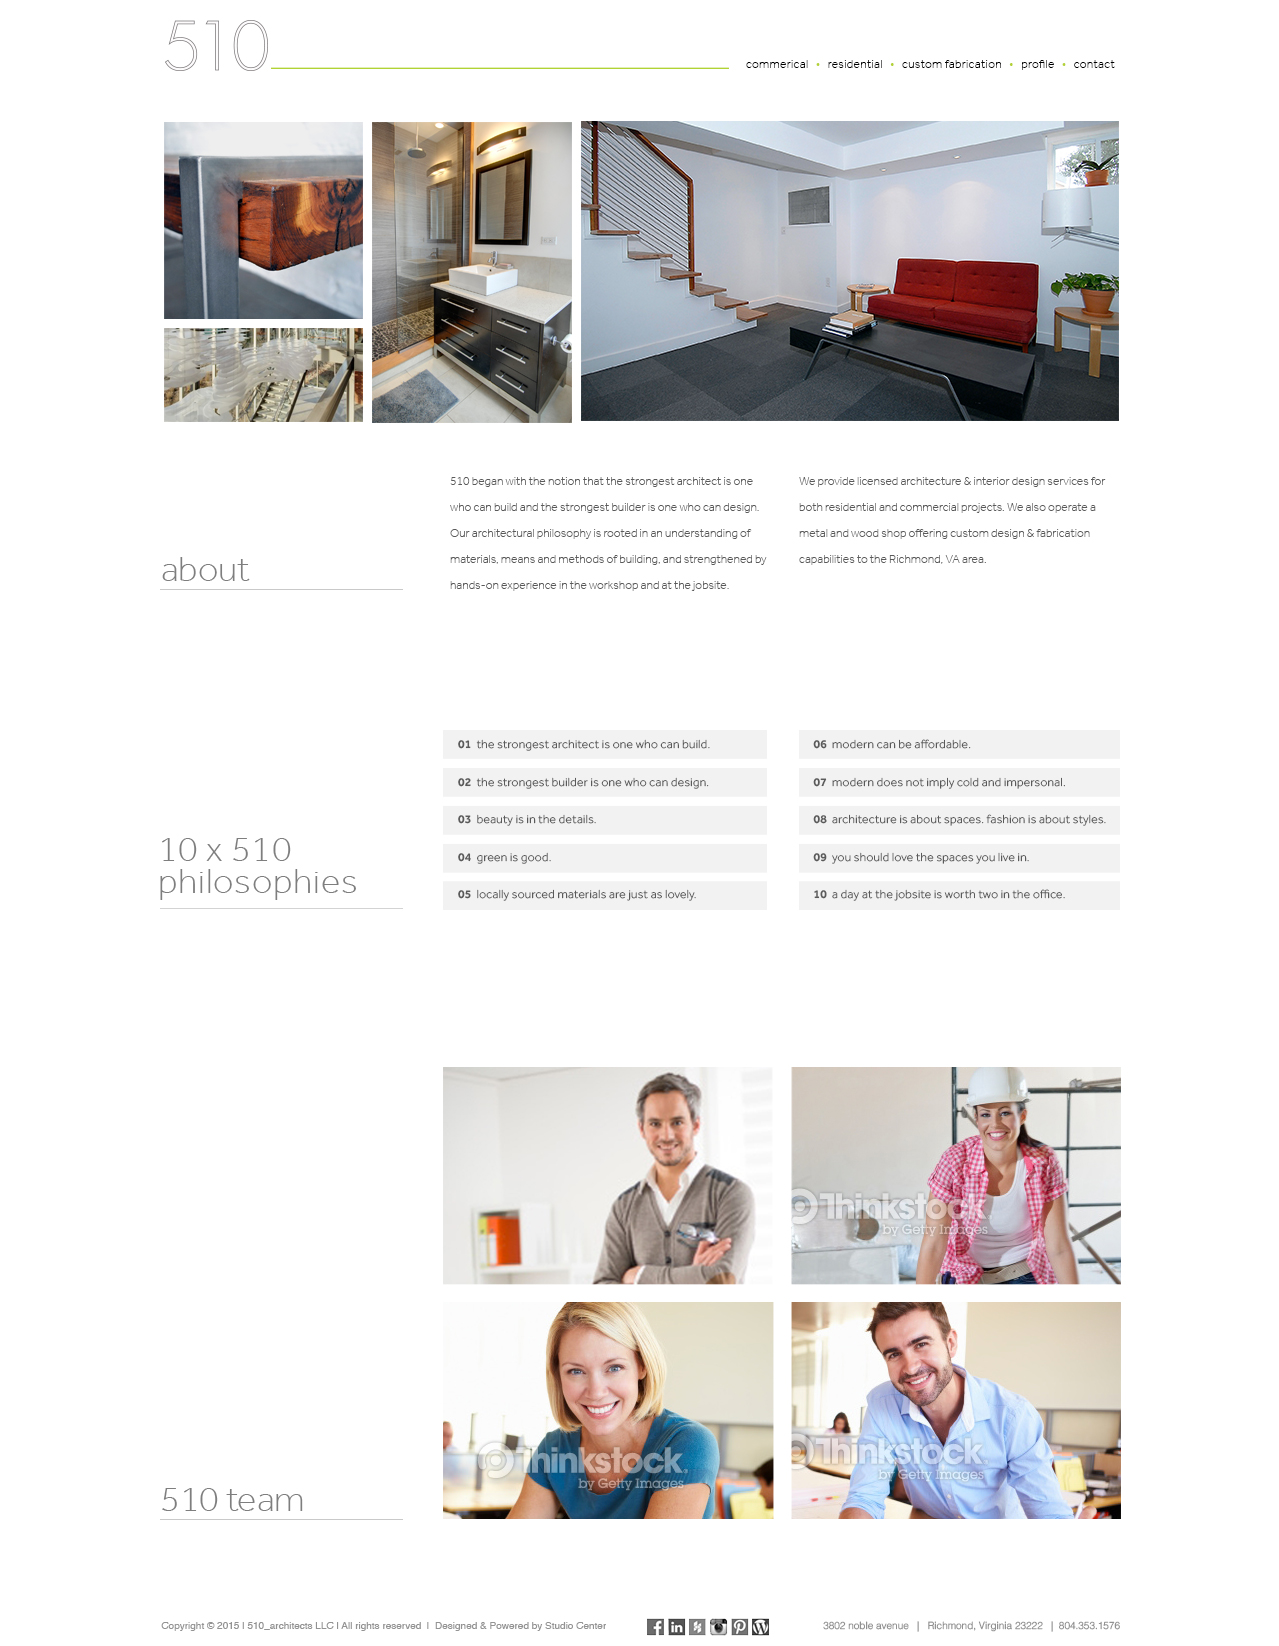 510
commerical • residential • custom fabrication • profile • contact
510 began with the notion that the strongest architect is one
who can build and the strongest builder is one who can design.
Our architectural philosophy is rooted in an understanding of
materials, means and methods of building, and strengthened by
hands-on experience in the workshop and at the jobsite.
We provide licensed architecture & interior design services for
both residential and commercial projects. We also operate a
metal and wood shop offering custom design & fabrication
capabilities to the Richmond, VA area.
about
01 the strongest architect is one who can build.
02 the strongest builder is one who can design.
03 beauty is in the details.
04 green is good.
05 locally sourced materials are just as lovely.
06 modern can be affordable.
07 modern does not imply cold and impersonal.
08 architecture is about spaces. fashion is about styles.
09 you should love the spaces you live in.
10 a day at the jobsite is worth two in the office.
10 x 510
philosophies
Thinkstock
by Getty Images
Thinkstock
by Getty Images
Thinkstock
by Getty Images
510 team
Copyright © 2015 I 510_architects LLC I All rights reserved I Designed & Powered by Studio Center
3802 noble avenue | Richmond, Virginia 23222 | 804.353.1576